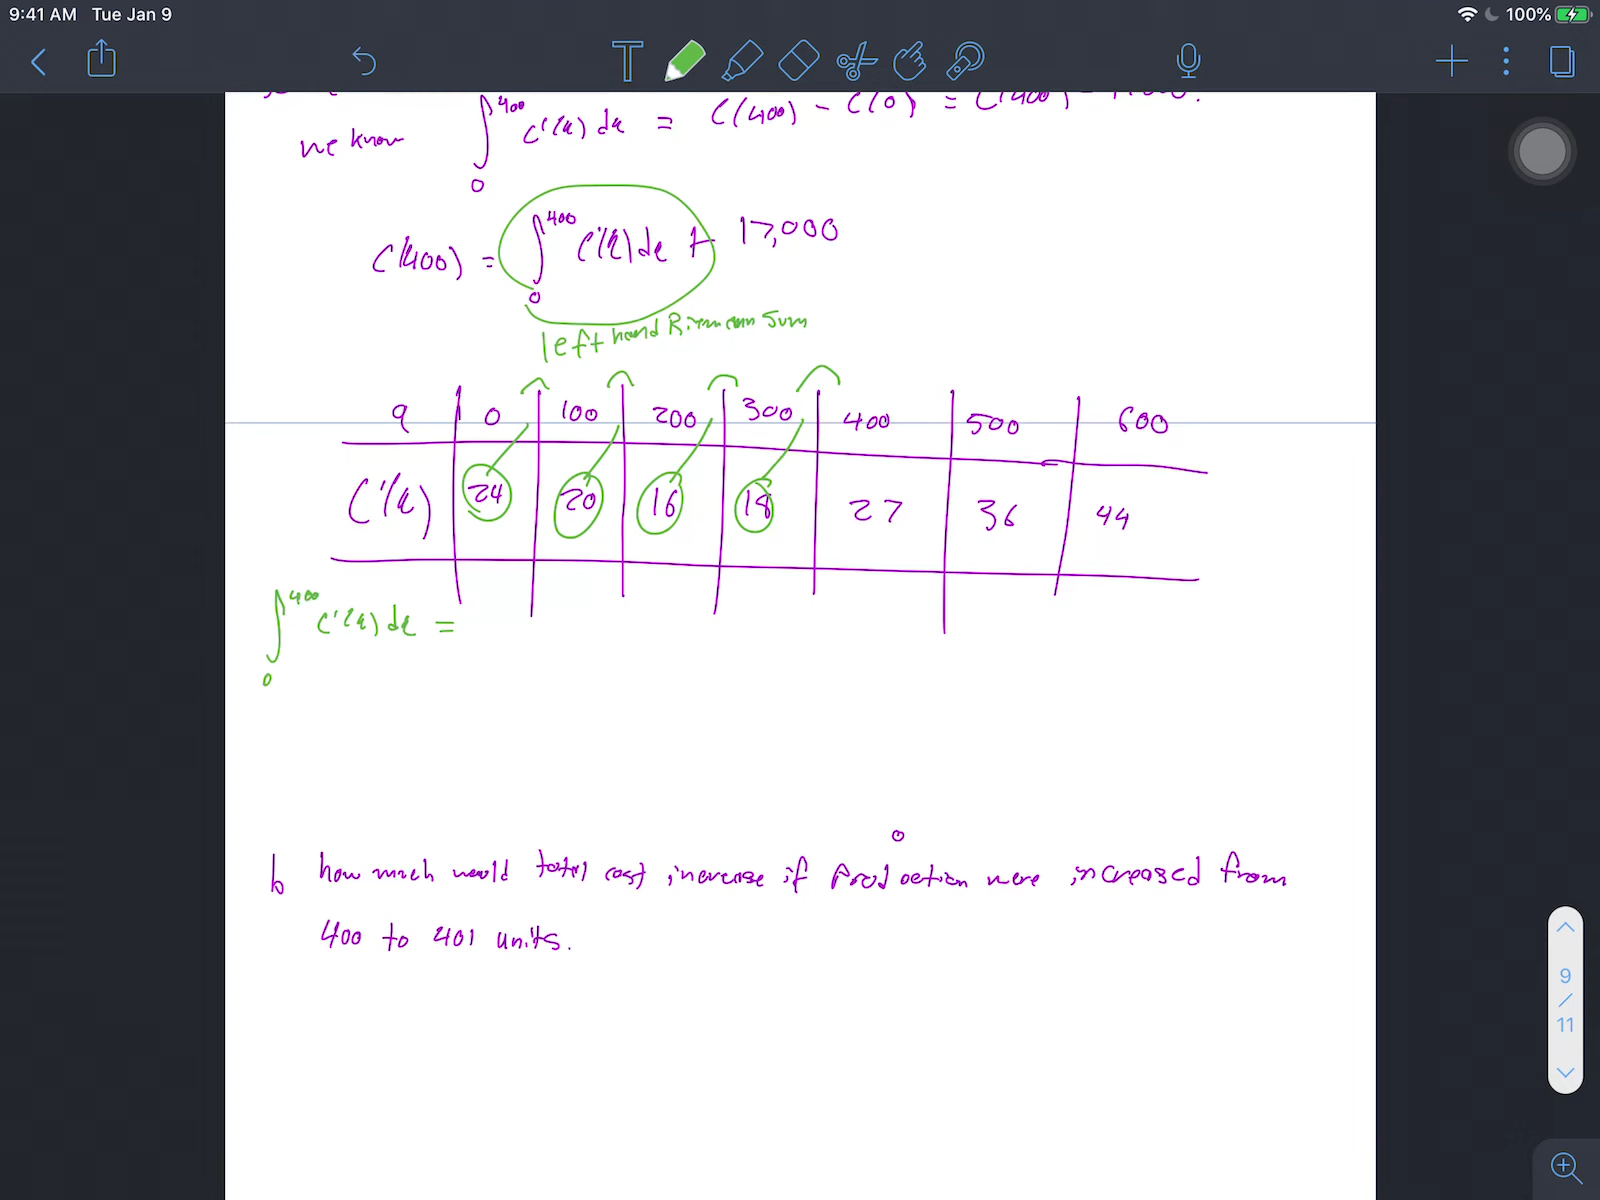 9:41 AM Tue Jan 9 100%
we know ∫₀⁴⁰⁰ C'(q) dq = C(400) - C(0) = C(400)
C(400) = ∫₀⁴⁰⁰ C'(q) dq + 17,000
left hand Riemann Sum
q 0 100 200 300 400 500 600
C'(q) 24 20 16 18 27 36 44
∫₀⁴⁰⁰ C'(q) dq =
b how much would total cost increase if production were increased from
400 to 401 units.
9
/
11